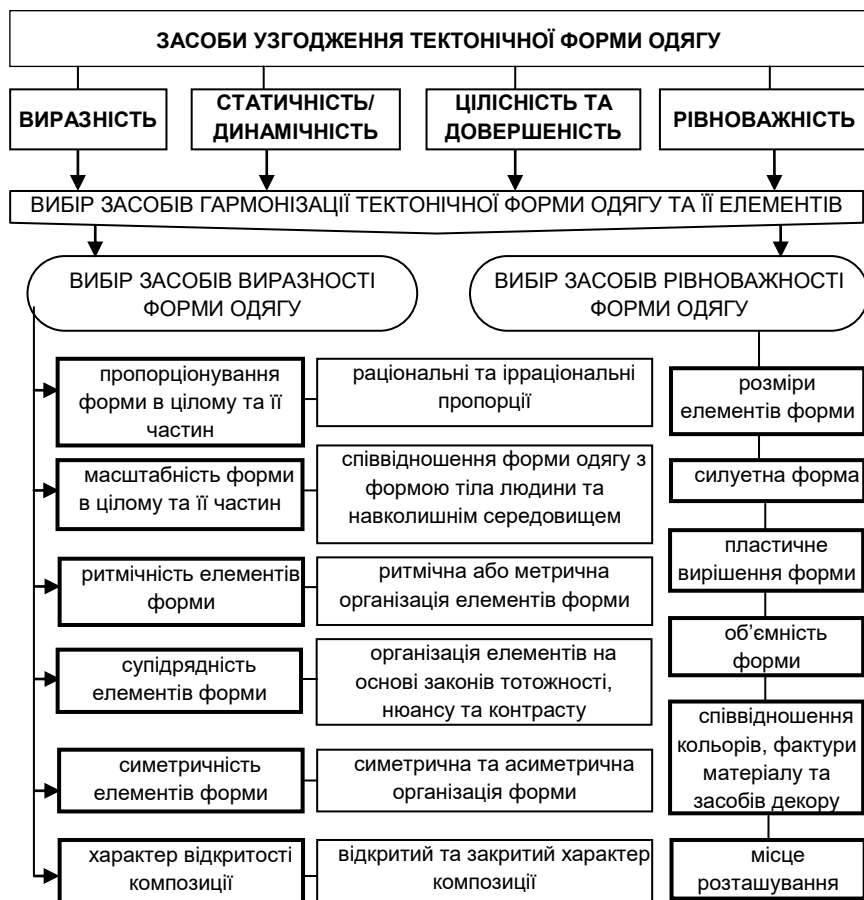 ЗАСОБИ УЗГОДЖЕННЯ ТЕКТОНІЧНОЇ ФОРМИ ОДЯГУ
ВИРАЗНІСТЬ
СТАТИЧНІСТЬ/
ДИНАМІЧНІСТЬ
ЦІЛІСНІСТЬ ТА
ДОВЕРШЕНІСТЬ
РІВНОВАЖНІСТЬ
ВИБІР ЗАСОБІВ ГАРМОНІЗАЦІЇ ТЕКТОНІЧНОЇ ФОРМИ ОДЯГУ ТА ЇЇ ЕЛЕМЕНТІВ
ВИБІР ЗАСОБІВ ВИРАЗНОСТІ
ФОРМИ ОДЯГУ
ВИБІР ЗАСОБІВ РІВНОВАЖНОСТІ
ФОРМИ ОДЯГУ
пропорціонування
форми в цілому та її
частин
раціональні та ірраціональні
пропорції
масштабність форми
в цілому та її частин
співвідношення форми одягу з
формою тіла людини та
навколишнім середовищем
ритмічність елементів
форми
ритмічна або метрична
організація елементів форми
супідрядність
елементів форми
організація елементів на
основі законів тотожності,
нюансу та контрасту
симетричність
елементів форми
симетрична та асиметрична
організація форми
характер відкритості
композиції
відкритий та закритий характер
композиції
розміри
елементів форми
силуетна форма
пластичне
вирішення форми
об’ємність
форми
співвідношення
кольорів, фактури
матеріалу та
засобів декору
місце
розташування